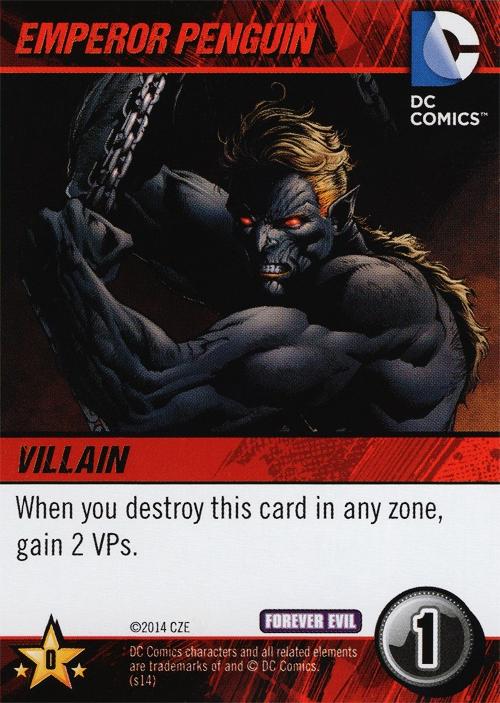 EMPEROR PENGUIN
DC
COMICS™
VILLAIN
When you destroy this card in any zone,
gain 2 VPs.
©2014 CZE
FOREVER EVIL
0
DC Comics characters and all related elements
are trademarks of and © DC Comics.
(s14)
1